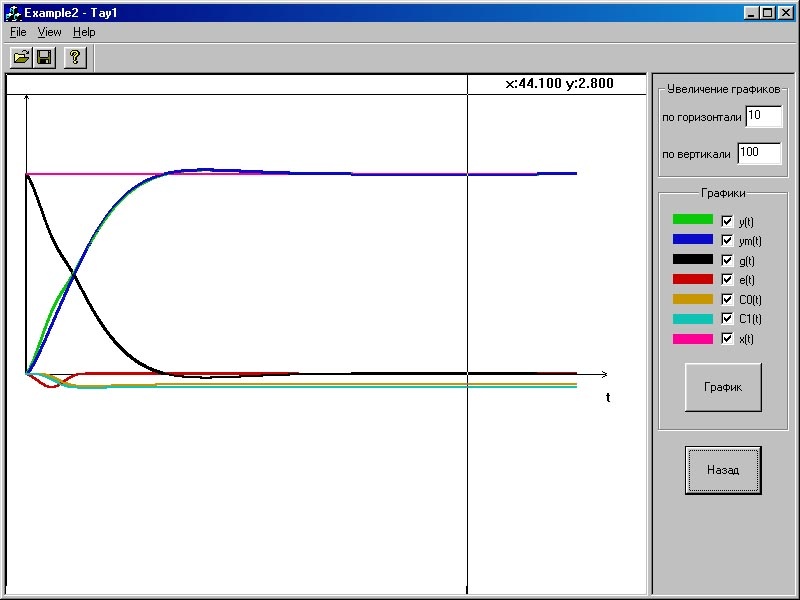 Example2 - Tay1
File View Help
x:44.100 y:2.800
t
Увеличение графиков
по горизонтали 10
по вертикали 100
Графики
y(t)
ym(t)
g(t)
e(t)
C0(t)
C1(t)
x(t)
График
Назад